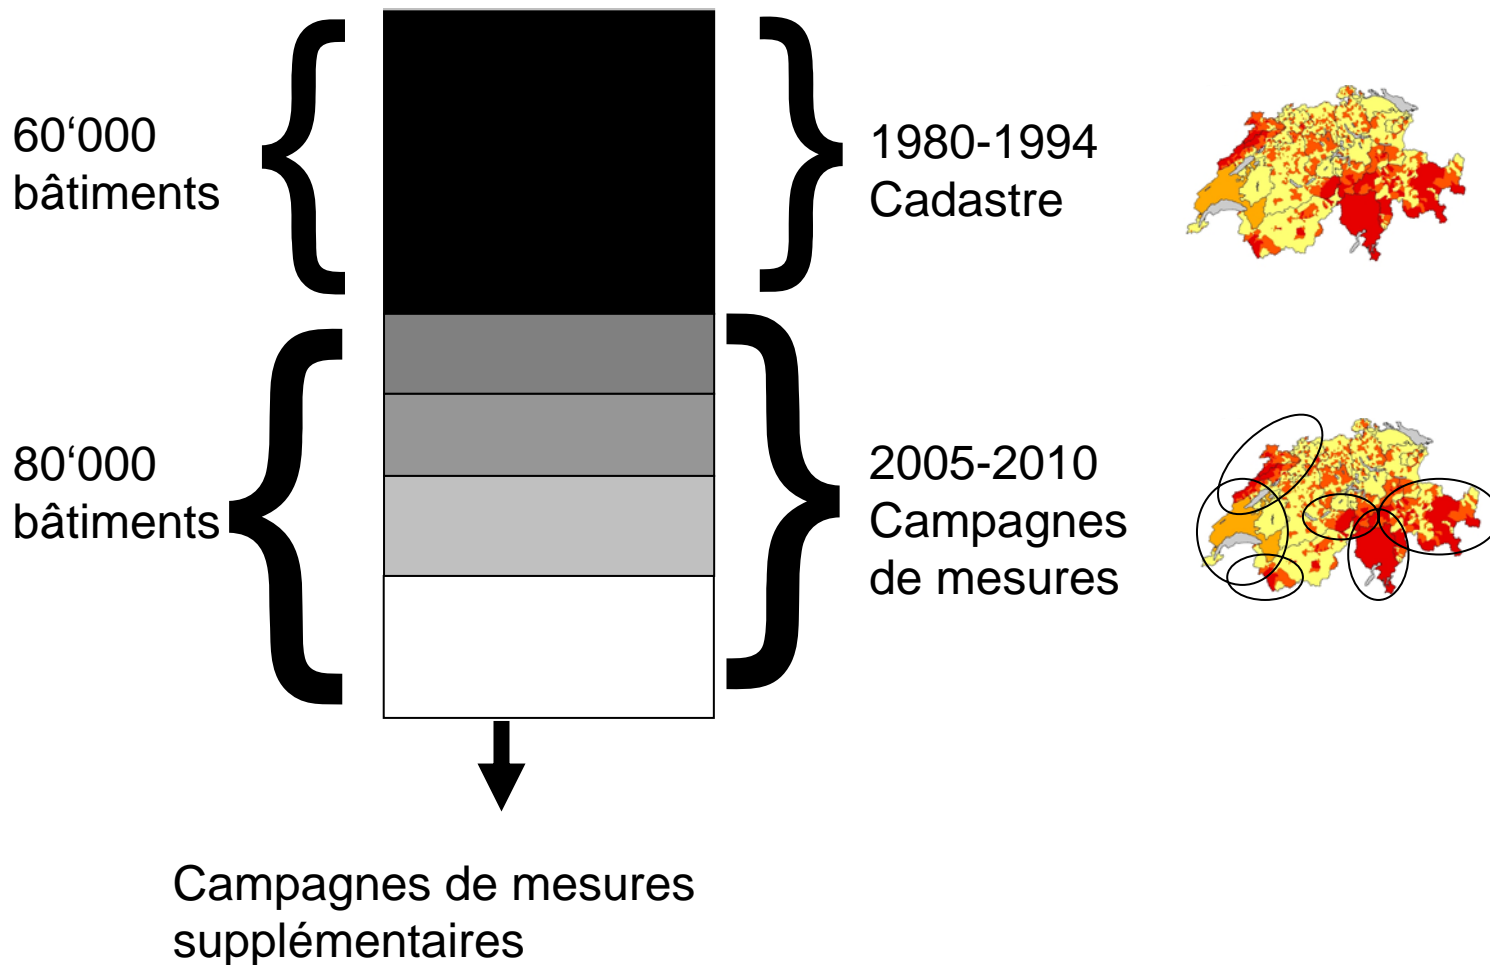 60‘000
bâtiments
1980-1994
Cadastre
80‘000
bâtiments
2005-2010
Campagnes
de mesures
Campagnes de mesures
supplémentaires